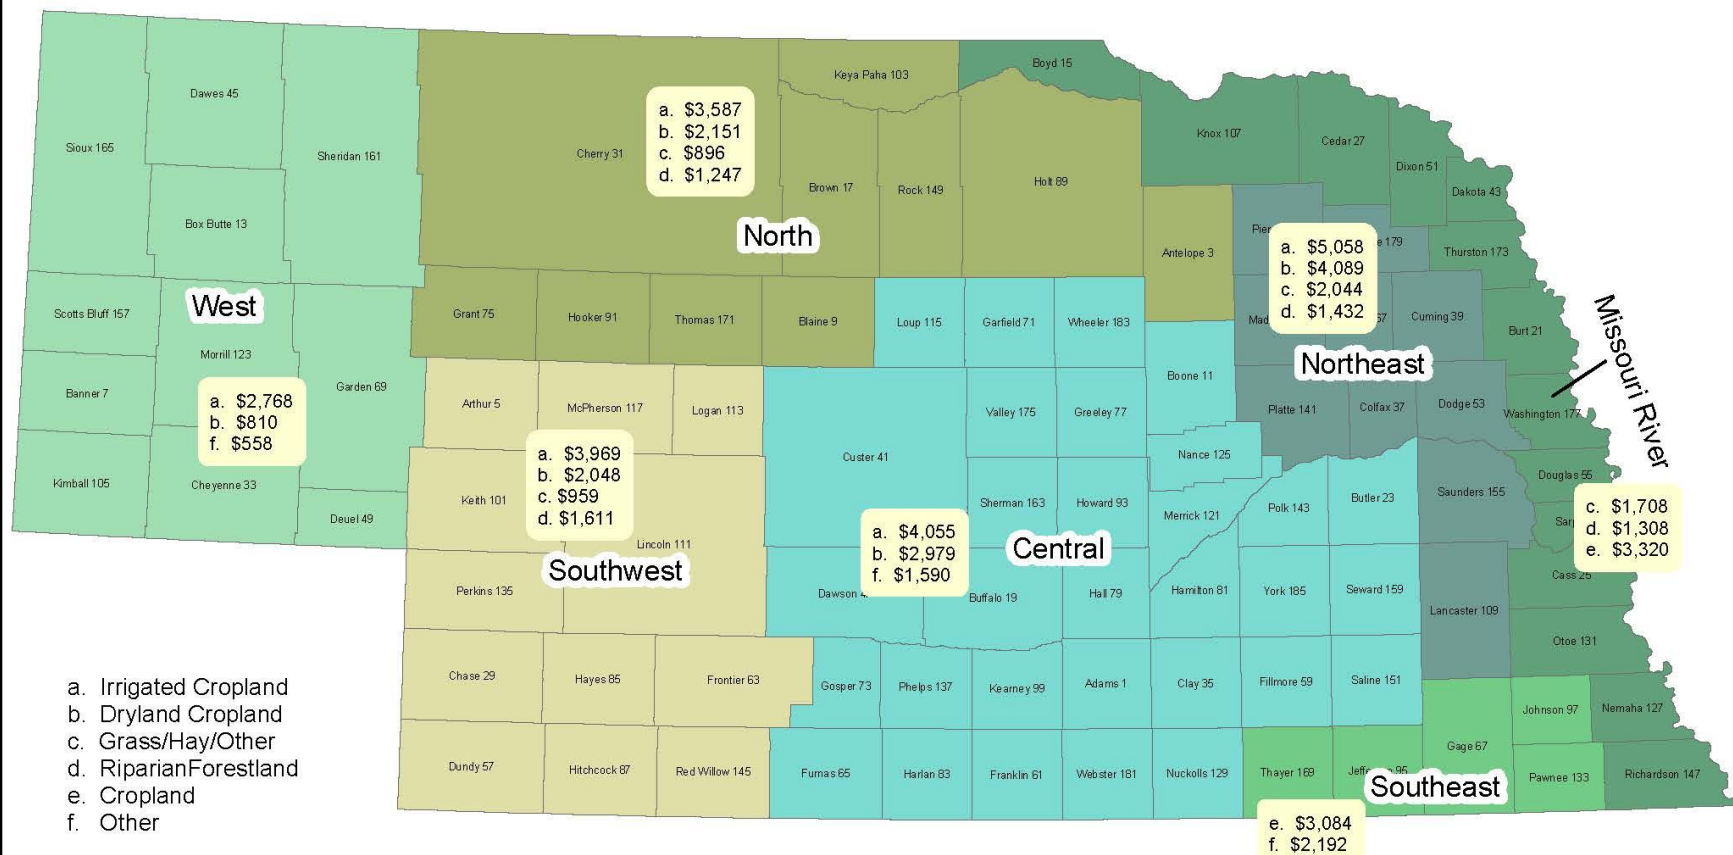 Boyd 15
Keya Paha 103
Dawes 45
a. $3,587
b. $2,151
c. $896
d. $1,247
Sioux 165
Sheridan 161
Cherry 31
Knox 107
Cedar 27
Dixon 51
Brown 17
Rock 149
Holt 89
Dakota 43
Box Butte 13
North
Antelope 3
a. $5,058
b. $4,089
c. $2,044
d. $1,432
179
Thurston 173
Scotts Bluff 157
West
Grant 75
Hooker 91
Thomas 171
Blaine 9
Loup 115
Garfield 71
Wheeler 183
Cuming 39
Burt 21
Missouri River
Morrill 123
Northeast
Banner 7
Garden 69
a. $2,768
b. $810
f. $558
Arthur 5
McPherson 117
Logan 113
Boone 11
Valley 175
Greeley 77
Platte 141
Colfax 37
Dodge 53
Washington 177
a. $3,969
b. $2,048
c. $959
d. $1,611
Custer 41
Nance 125
Kimball 105
Cheyenne 33
Deuel 49
Keith 101
Sherman 163
Howard 93
Merrick 121
Polk 143
Butler 23
Saunders 155
Douglas 55
c. $1,708
d. $1,308
e. $3,320
Lincoln 111
Southwest
a. $4,055
b. $2,979
f. $1,590
Central
Cass 25
Perkins 135
Dawson
Buffalo 19
Hall 79
Hamilton 81
York 185
Seward 159
Lancaster 109
Otoe 131
Chase 29
Hayes 85
Frontier 63
Gosper 73
Phelps 137
Kearney 99
Adams 1
Clay 35
Fillmore 59
Saline 151
Johnson 97
Nemaha 127
Dundy 57
Hitchcock 87
Red Willow 145
Furnas 65
Harlan 83
Franklin 61
Webster 181
Nuckolls 129
Thayer 169
95
Gage 67
Pawnee 133
Richardson 147
Southeast
e. $3,084
f. $2,192
a. Irrigated Cropland
b. Dryland Cropland
c. Grass/Hay/Other
d. RiparianForestland
e. Cropland
f. Other